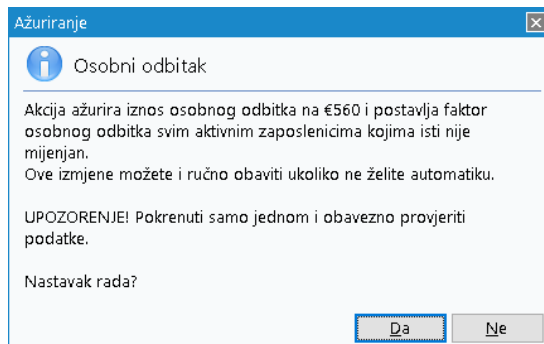 Ažuriranje
Osobni odbitak
Akcija ažurira iznos osobnog odbitka na €560 i postavlja faktor
osobnog odbitka svim aktivnim zaposlenicima kojima isti nije
mijenjan.
Ove izmjene možete i ručno obaviti ukoliko ne želite automatiku.
UPOZORENJE! Pokrenuti samo jednom i obavezno provjeriti
podatke.
Nastavak rada?
Da
Ne